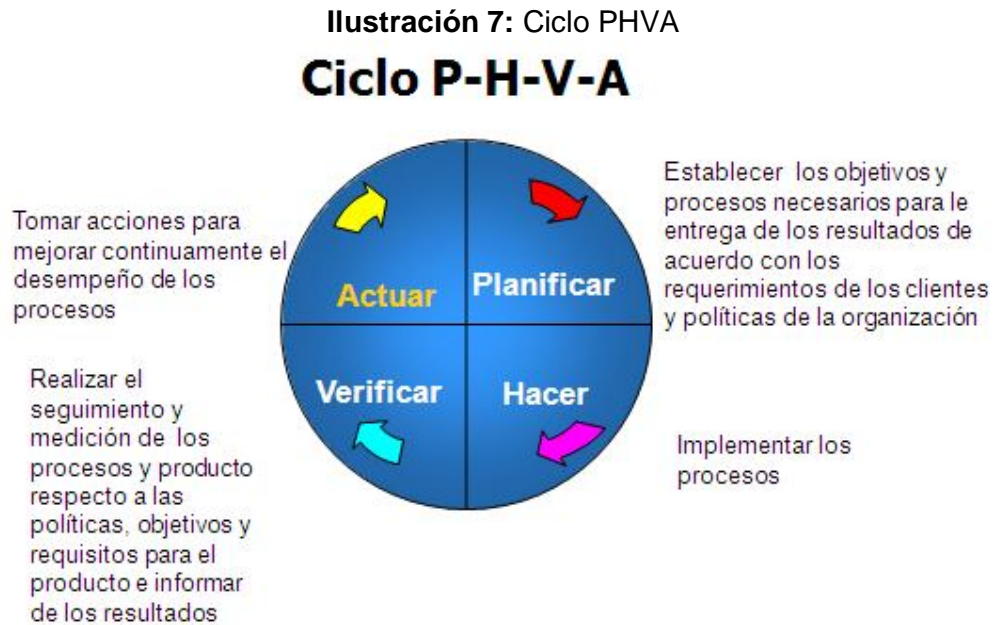 Ilustración 7: Ciclo PHVA
Ciclo P-H-V-A
Establecer los objetivos y
procesos necesarios para le
entrega de los resultados de
acuerdo con los
requerimientos de los clientes
y políticas de la organización
Tomar acciones para
mejorar continuamente el
desempeño de los
procesos
Actuar
Planificar
Verificar
Hacer
Realizar el
seguimiento y
medición de los
procesos y producto
respecto a las
políticas, objetivos y
requisitos para el
producto e informar
de los resultados
Implementar los
procesos